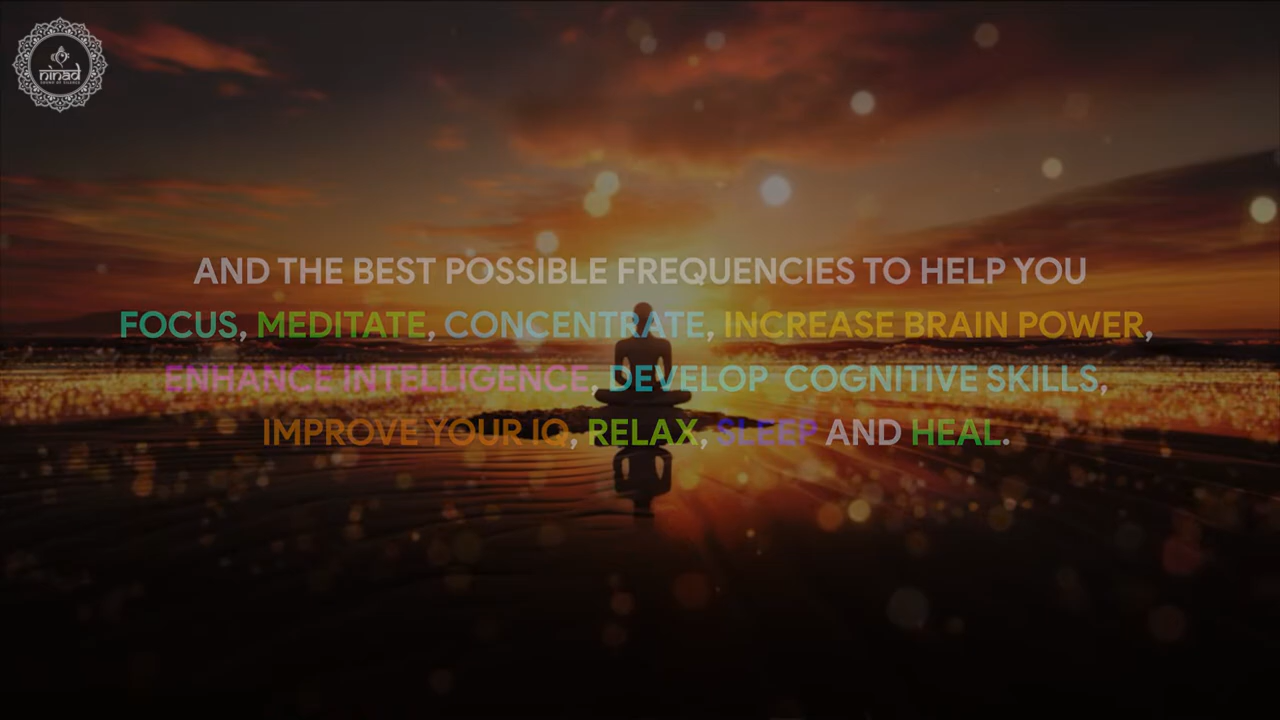 ninad
AND THE BEST POSSIBLE FREQUENCIES TO HELP YOU
FOCUS, MEDITATE, CONCENTRATE, INCREASE BRAIN POWER,
ENHANCE INTELLIGENCE, DEVELOP COGNITIVE SKILLS,
IMPROVE YOUR IQ, RELAX, SLEEP AND HEAL.